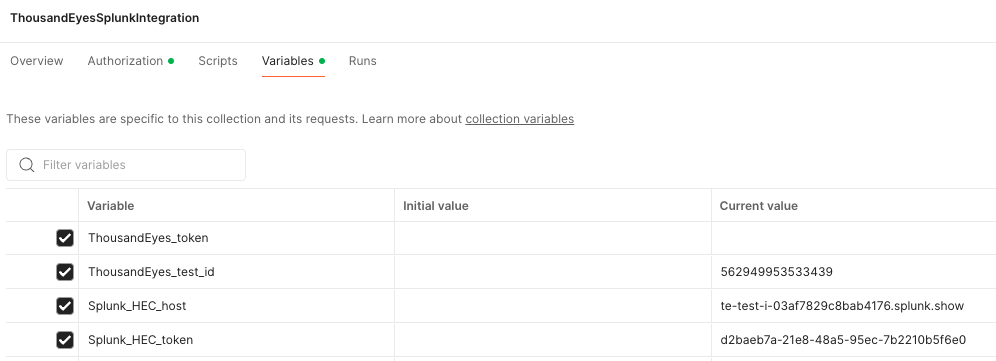 ThousandEyesSplunkIntegration
Overview Authorization Scripts Variables Runs
These variables are specific to this collection and its requests. Learn more about collection variables
Filter variables
Variable Initial value Current value
ThousandEyes_token
ThousandEyes_test_id 562949953533439
Splunk_HEC_host te-test-i-03af7829c8bab4176.splunk.show
Splunk_HEC_token d2baeb7a-21e8-48a5-95ec-7b2210b5f6e0